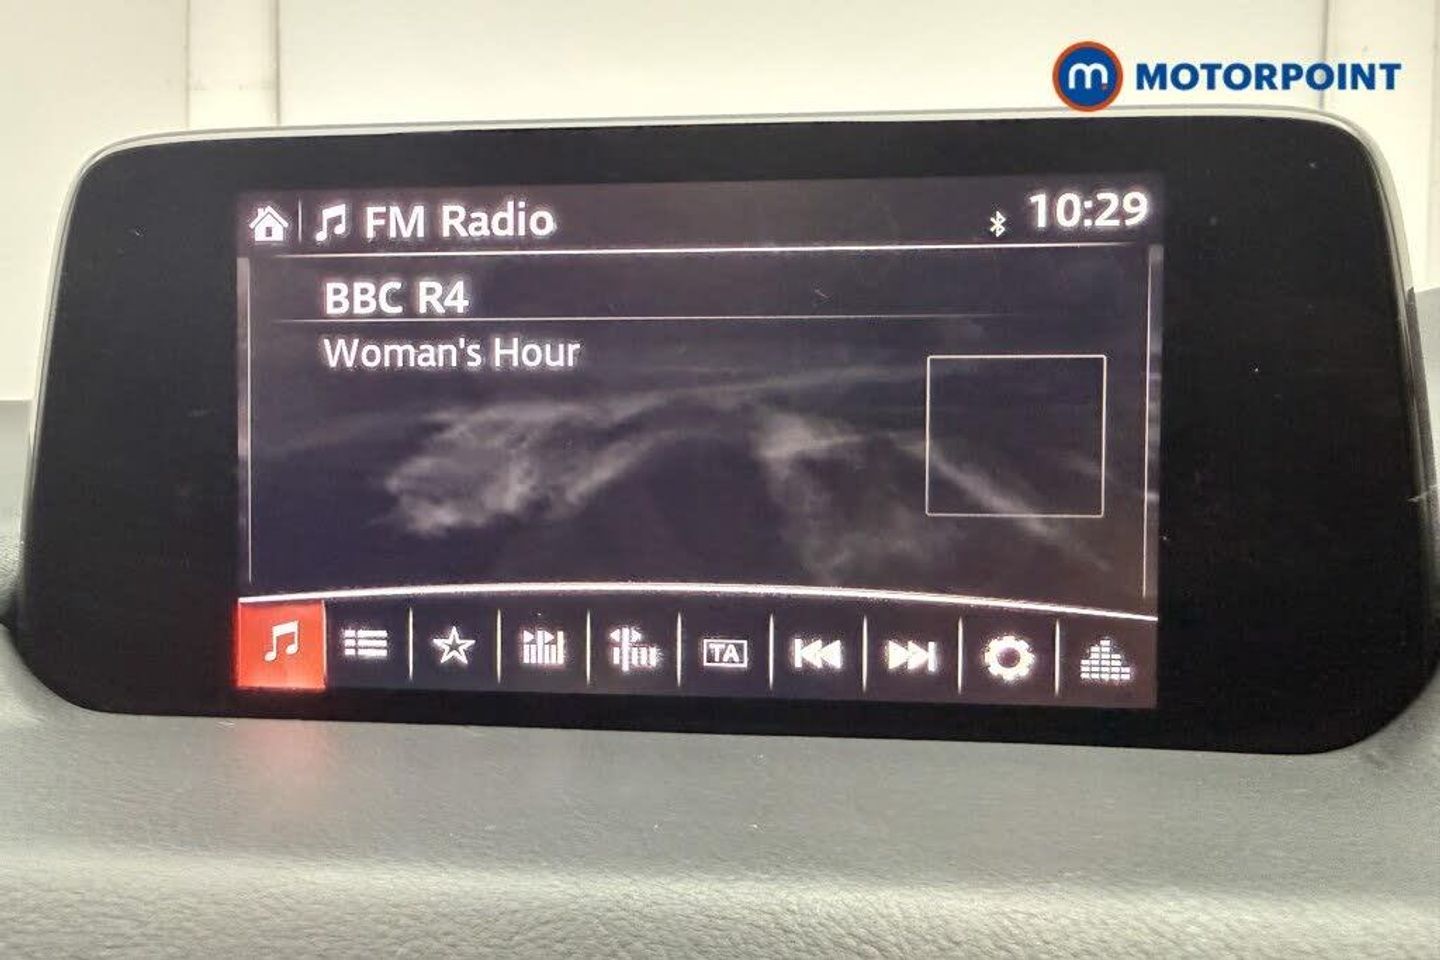 MOTORPOINT
FM Radio
10:29
BBC R4
Woman's Hour
TA